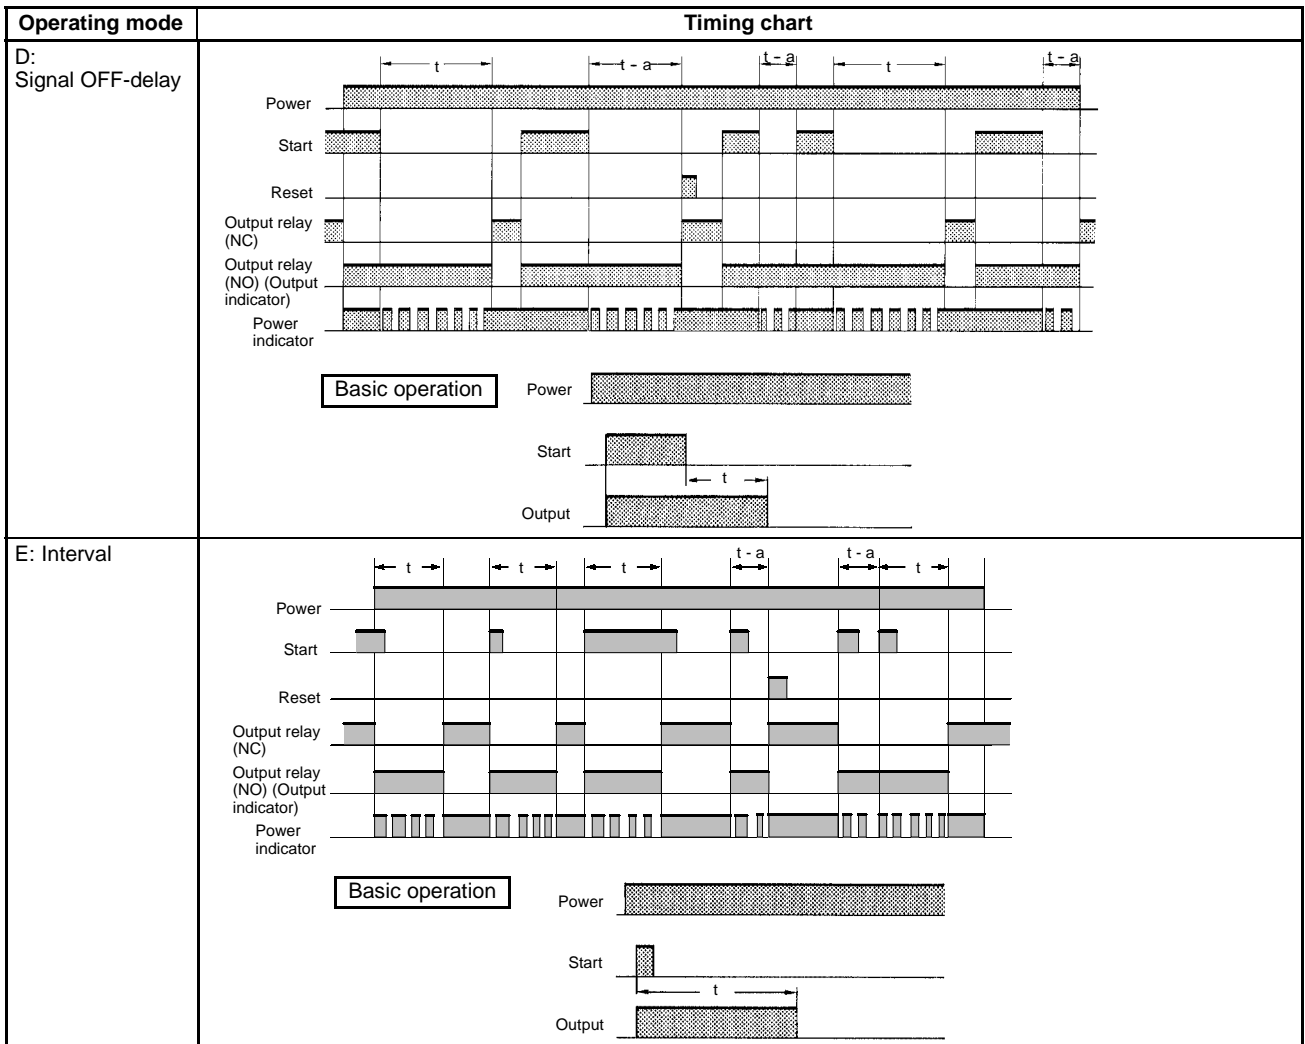 Operating mode Timing chart
D:
Signal OFF-delay
t t - a t - a t t - a
Power
Start
Reset
Output relay
(NC)
Output relay
(NO) (Output
indicator)
Power
indicator
Basic operation
Power
Start
t
Output
E: Interval
t t t t - a t - a t
Power
Start
Reset
Output relay
(NC)
Output relay
(NO) (Output
indicator)
Power
indicator
Basic operation
Power
Start
t
Output